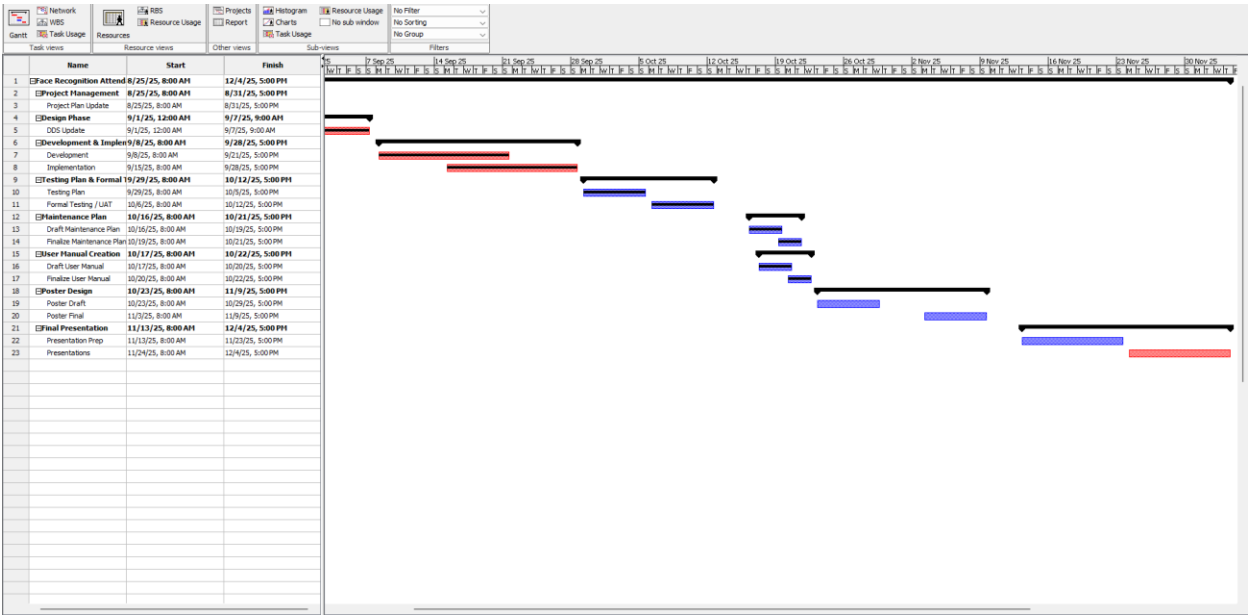 Network RBS Projects Histogram Resource Usage No Filter
WBS Resource Usage Report Charts No sub window No Sorting
Gantt Task Usage Resources Task Usage No Group
Task views Resource views Other views Sub-views Filters
Name Start Finish
7 Sep 25 14 Sep 25 21 Sep 25 28 Sep 25 5 Oct 25 12 Oct 25 19 Oct 25 26 Oct 25 2 Nov 25 9 Nov 25 16 Nov 25 23 Nov 25 30 Nov 25
1 Face Recognition Attend 8/25/25, 8:00 AM 12/4/25, 5:00 PM
2 Project Management 8/25/25, 8:00 AM 8/31/25, 5:00 PM
3 Project Plan Update 8/25/25, 8:00 AM 8/31/25, 5:00 PM
4 Design Phase 9/1/25, 12:00 AM 9/7/25, 9:00 AM
5 DDS Update 9/1/25, 12:00 AM 9/7/25, 9:00 AM
6 Development & Implen 9/8/25, 8:00 AM 9/28/25, 5:00 PM
7 Development 9/8/25, 8:00 AM 9/21/25, 5:00 PM
8 Implementation 9/15/25, 8:00 AM 9/28/25, 5:00 PM
9 Testing Plan & Formal T 9/29/25, 8:00 AM 10/12/25, 5:00 PM
10 Testing Plan 9/29/25, 8:00 AM 10/5/25, 5:00 PM
11 Formal Testing / UAT 10/6/25, 8:00 AM 10/12/25, 5:00 PM
12 Maintenance Plan 10/16/25, 8:00 AM 10/21/25, 5:00 PM
13 Draft Maintenance Plan 10/16/25, 8:00 AM 10/19/25, 5:00 PM
14 Finalize Maintenance Plan 10/19/25, 8:00 AM 10/21/25, 5:00 PM
15 User Manual Creation 10/17/25, 8:00 AM 10/22/25, 5:00 PM
16 Draft User Manual 10/17/25, 8:00 AM 10/20/25, 5:00 PM
17 Finalize User Manual 10/20/25, 8:00 AM 10/22/25, 5:00 PM
18 Poster Design 10/23/25, 8:00 AM 11/9/25, 5:00 PM
19 Poster Draft 10/23/25, 8:00 AM 10/29/25, 5:00 PM
20 Poster Final 11/3/25, 8:00 AM 11/9/25, 5:00 PM
21 Final Presentation 11/13/25, 8:00 AM 12/4/25, 5:00 PM
22 Presentation Prep 11/13/25, 8:00 AM 11/23/25, 5:00 PM
23 Presentations 11/24/25, 8:00 AM 12/4/25, 5:00 PM